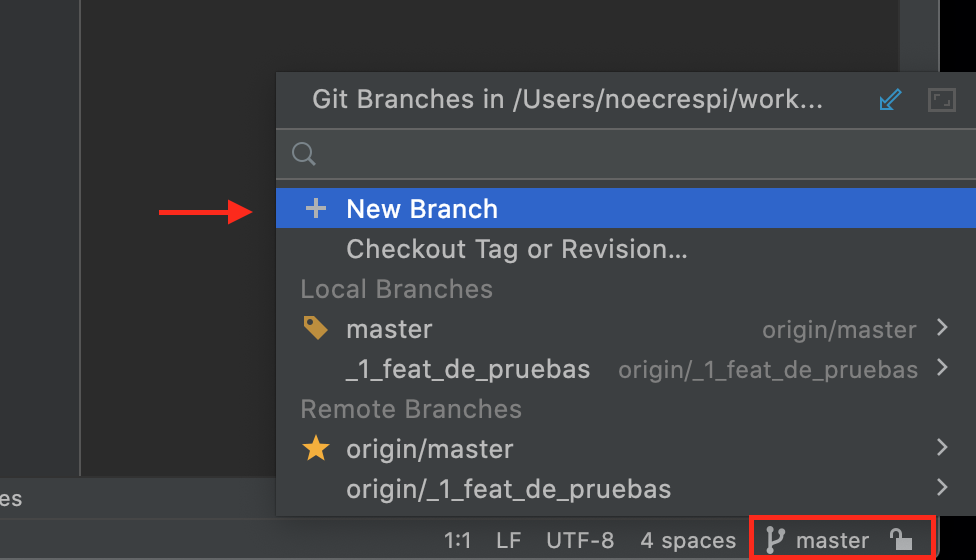 Git Branches in /Users/noecrespi/work...
New Branch
Checkout Tag or Revision...
Local Branches
master origin/master
_1_feat_de_pruebas origin/_1_feat_de_pruebas
Remote Branches
origin/master
origin/_1_feat_de_pruebas
es
1:1 LF UTF-8 4 spaces master